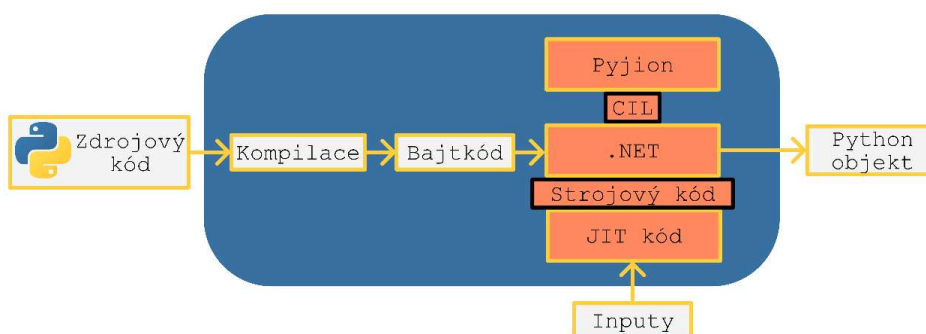 Pyjion
CIL
Zdrojový
kód
Kompilace
Bajtkód
.NET
Python
objekt
Strojový kód
JIT kód
Inputy